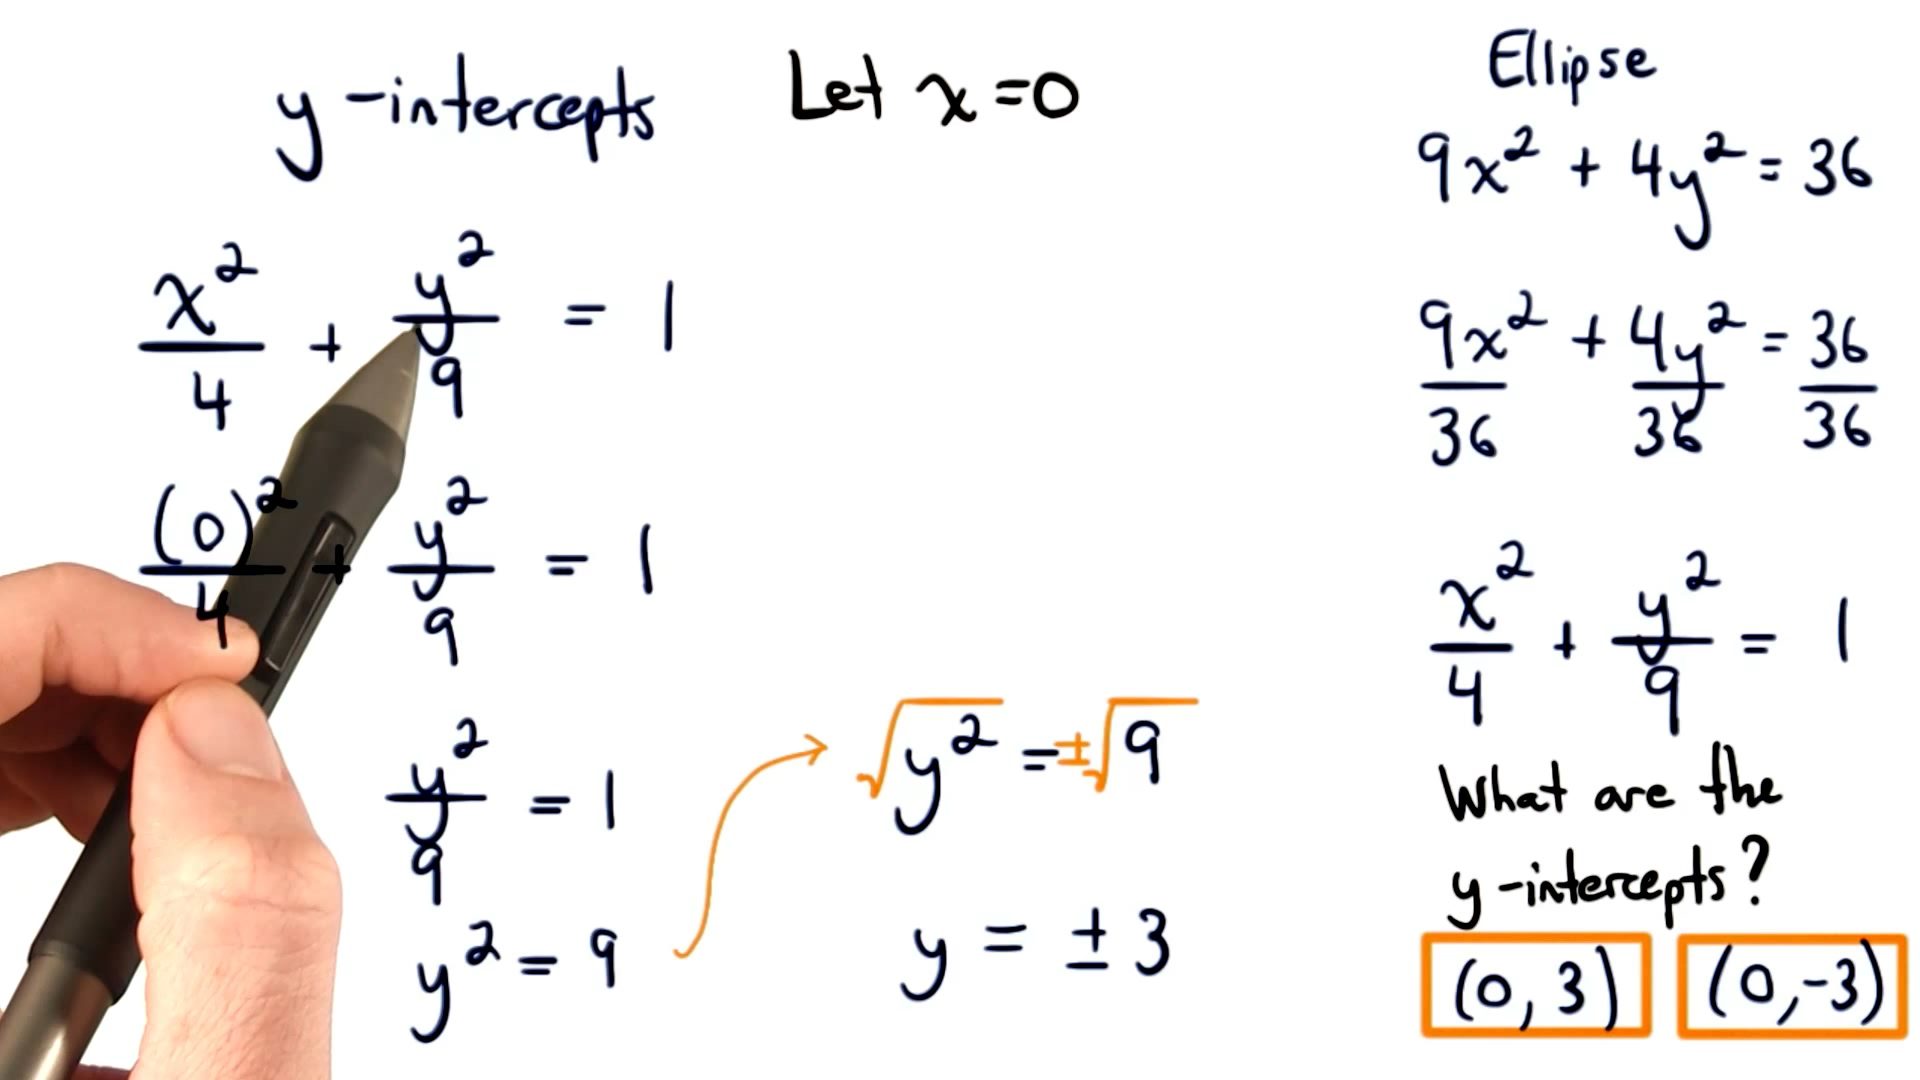 y-intercepts Let x = 0
x²/4 + y²/9 = 1
(0)²/4 + y²/9 = 1
y²/9 = 1
y² = 9
√y² = ±√9
y = ± 3
Ellipse
9x² + 4y² = 36
9x²/36 + 4y²/36 = 36/36
x²/4 + y²/9 = 1
What are the
y-intercepts?
(0, 3) (0, -3)